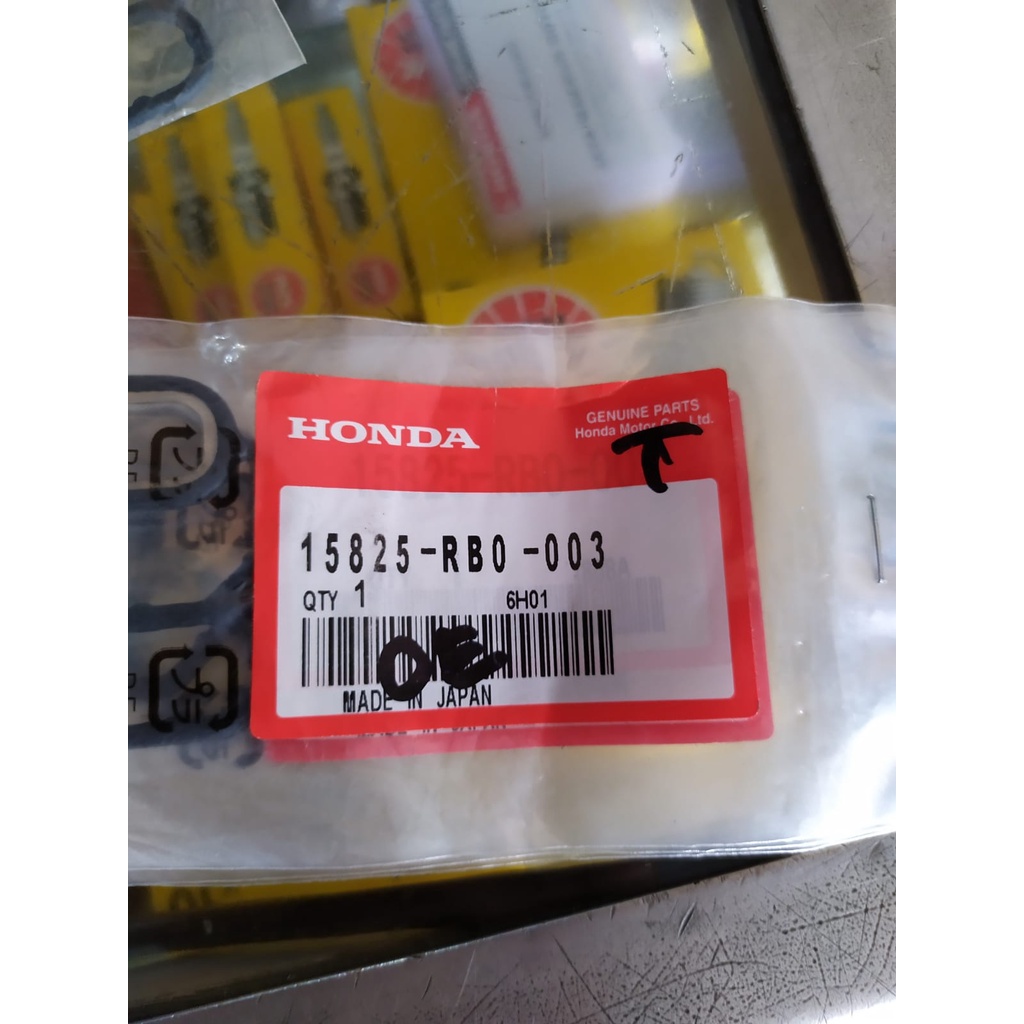 HONDA
GENUINE PARTS
Honda Motor Co., Ltd.
T
15825-RB0-003
QTY 1 6H01
OE
MADE IN JAPAN